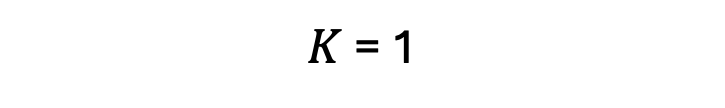 K = 1